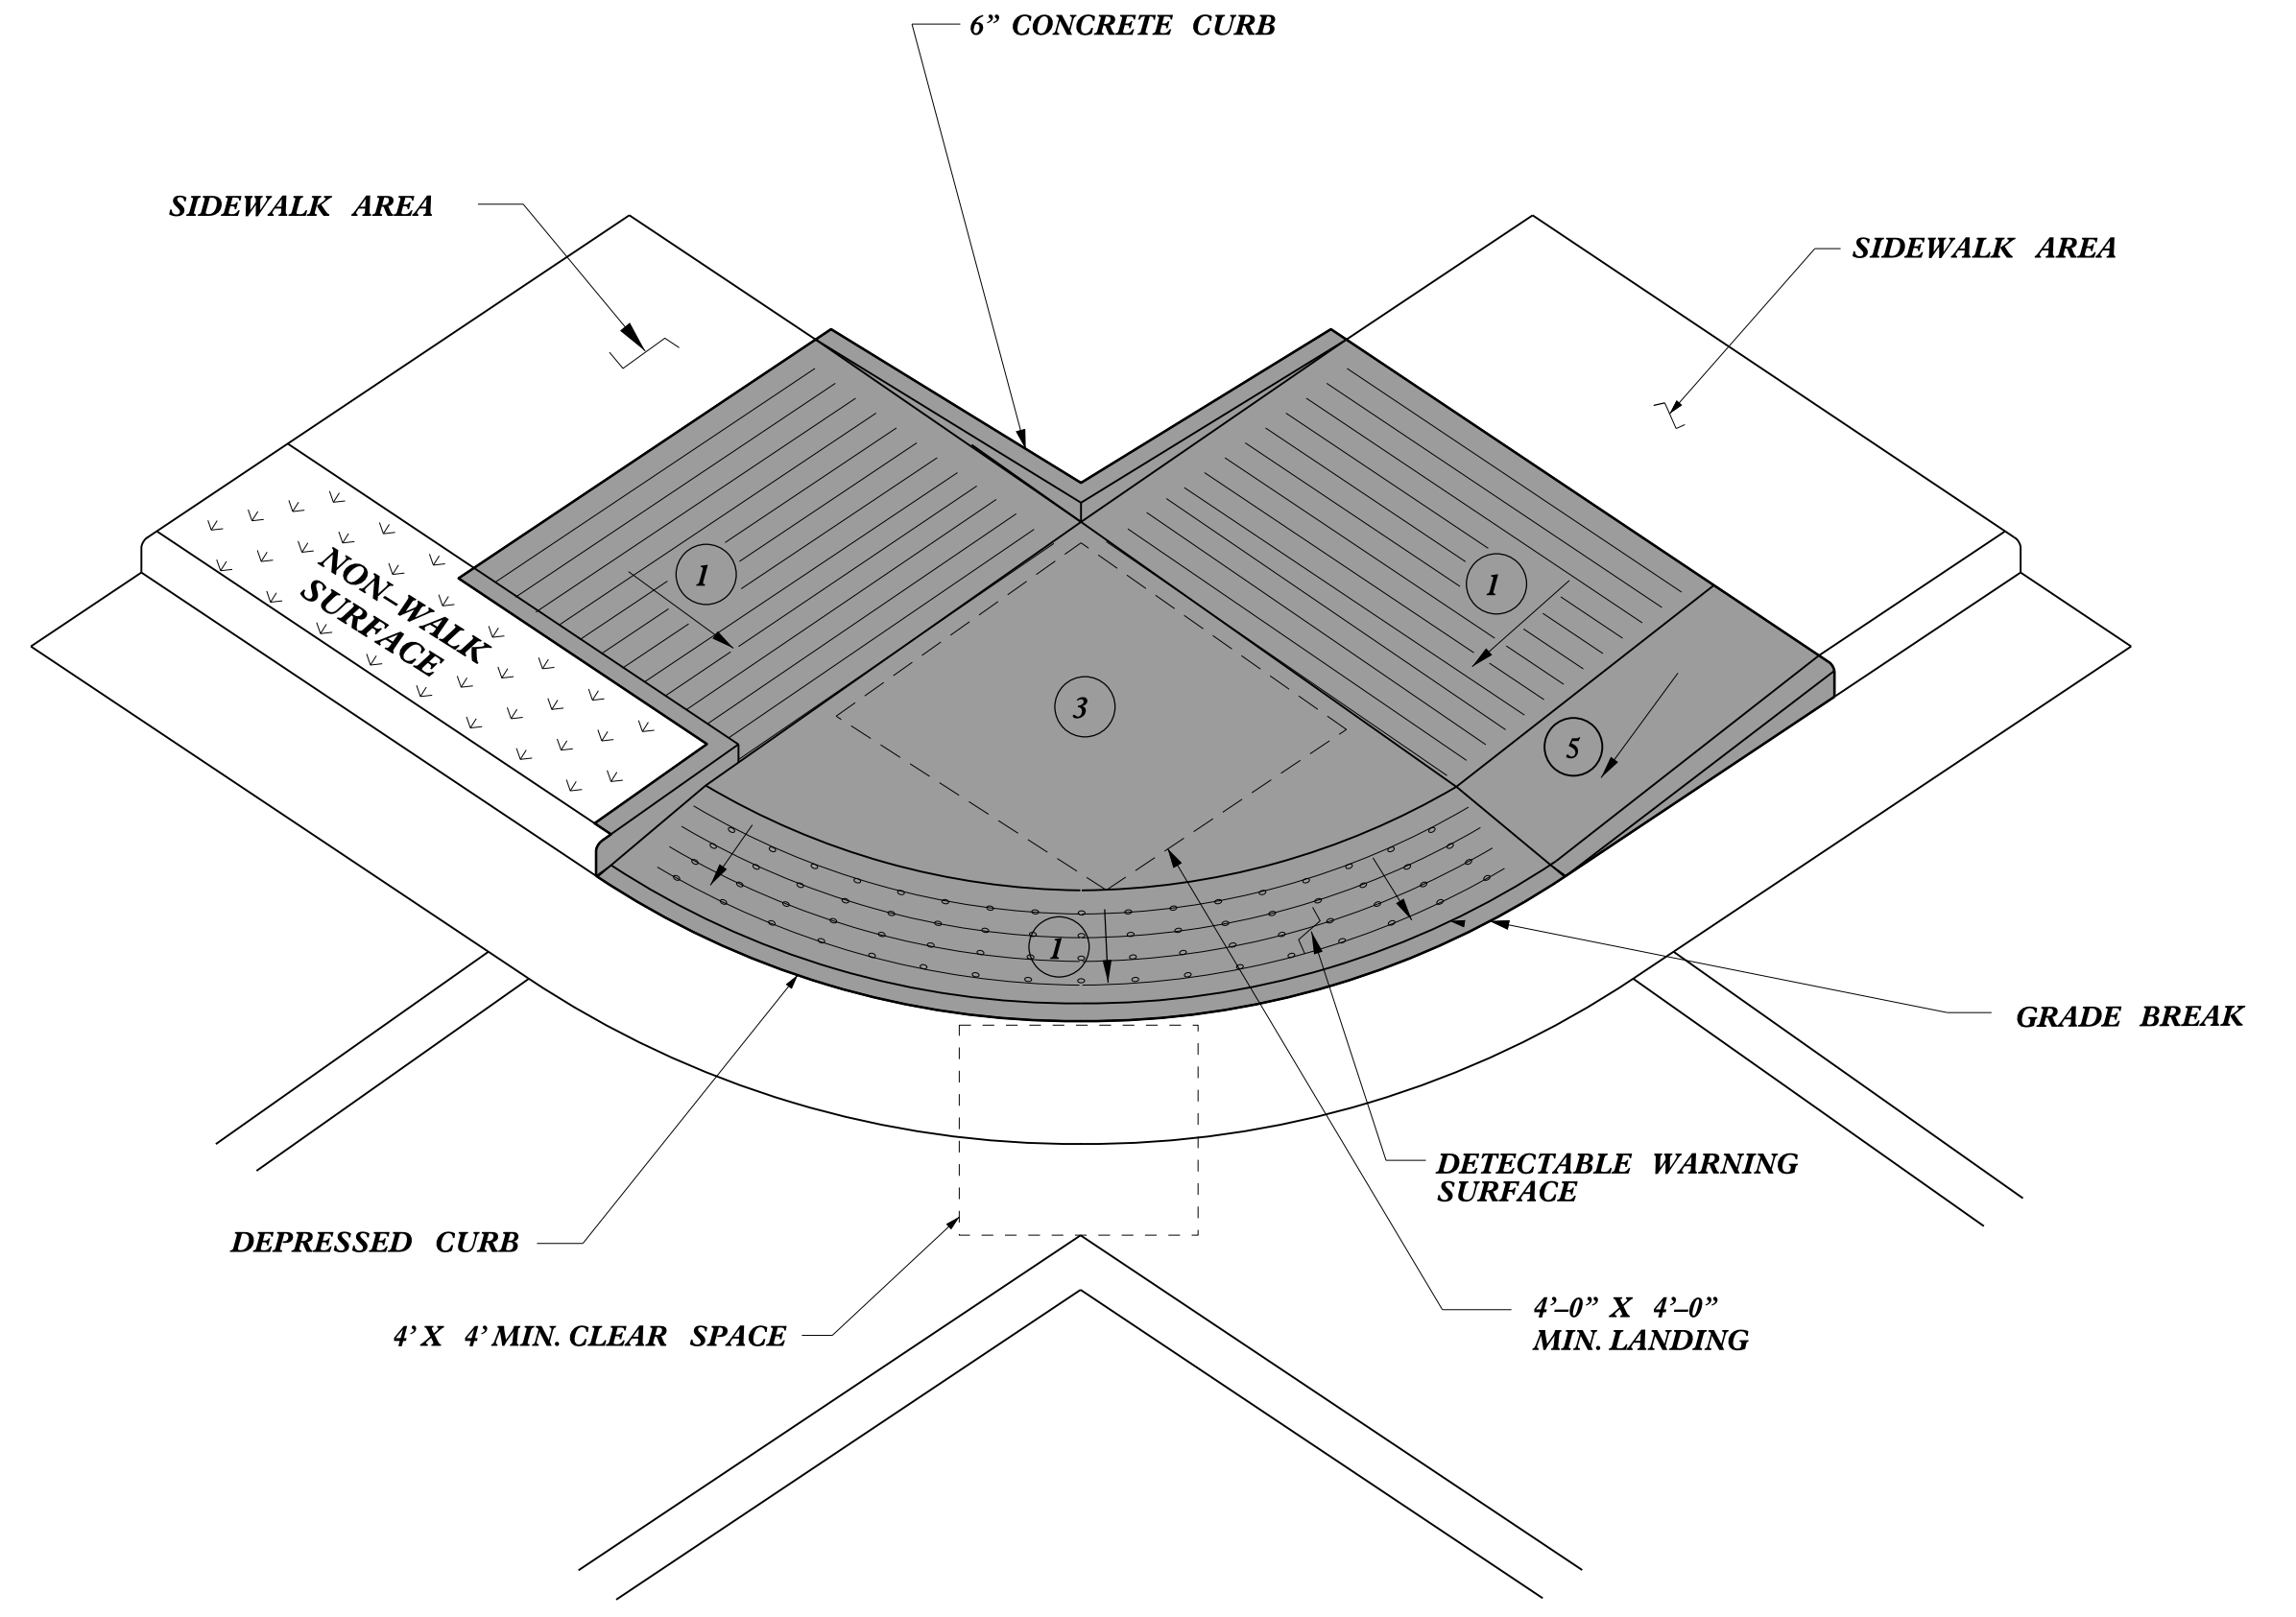 6” CONCRETE CURB
SIDEWALK AREA
SIDEWALK AREA
NON–WALK
SURFACE
1
1
3
5
1
GRADE BREAK
DETECTABLE WARNING
SURFACE
DEPRESSED CURB
4’–0” X 4’–0”
MIN. LANDING
4’ X 4’ MIN. CLEAR SPACE